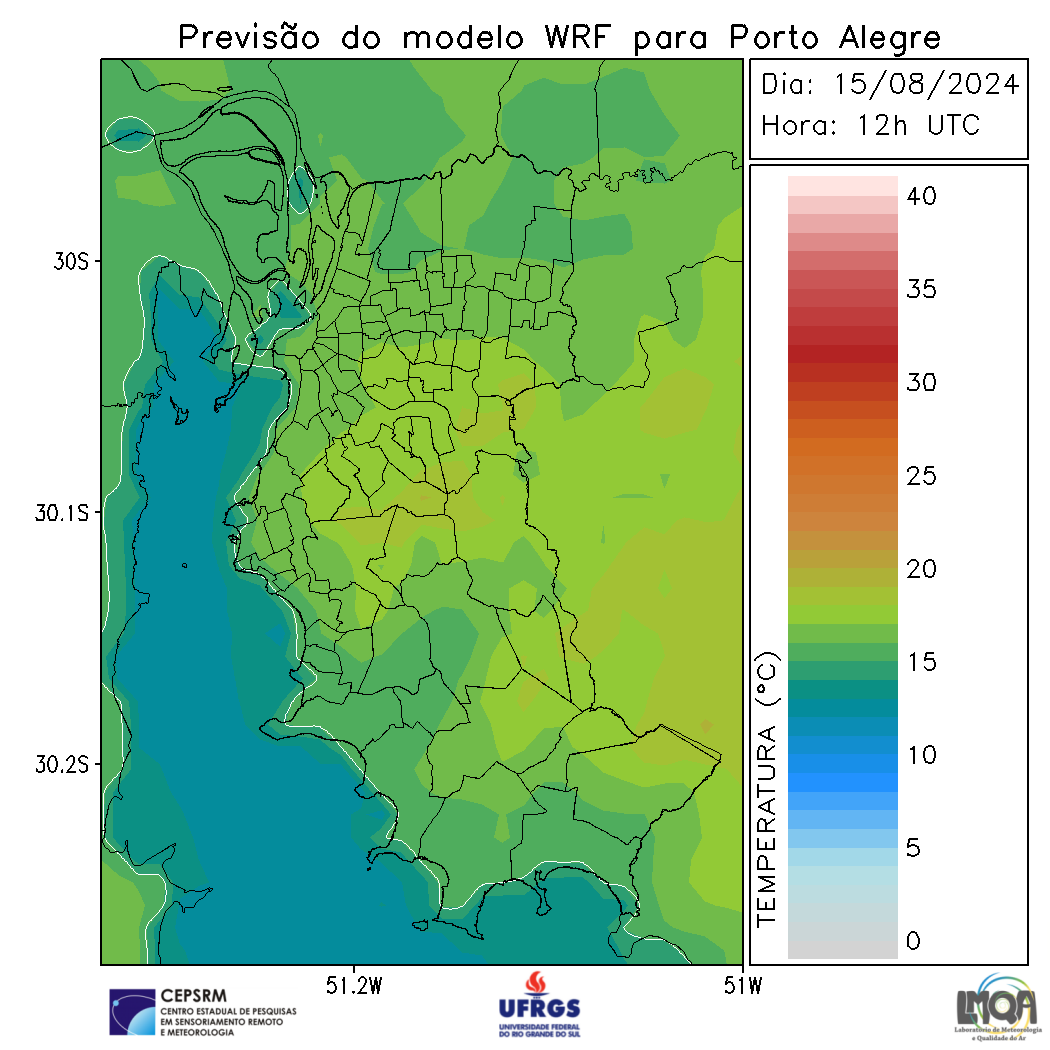 Previsão do modelo WRF para Porto Alegre
Dia: 15/08/2024
Hora: 12h UTC
30S
30.1S
30.2S
51.2W
51W
TEMPERATURA (°C)
40
35
30
25
20
15
10
5
0
CEPSRM
CENTRO ESTADUAL DE PESQUISAS
EM SENSORIAMENTO REMOTO
E METEOROLOGIA
UFRGS
UNIVERSIDADE FEDERAL
DO RIO GRANDE DO SUL
LMQA
Laboratório de Meteorologia
e Qualidade do Ar